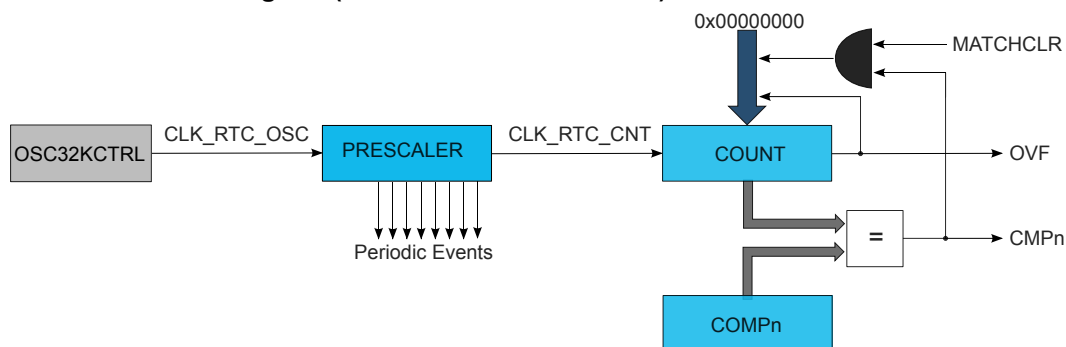 0x00000000
MATCHCLR
OSC32KCTRL
CLK_RTC_OSC
PRESCALER
CLK_RTC_CNT
COUNT
OVF
Periodic Events
=
CMPn
COMPn